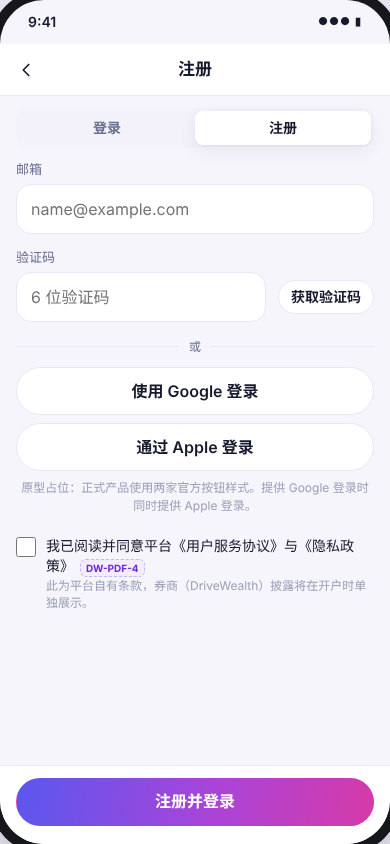 9:41
注册
登录
注册
邮箱
name@example.com
验证码
6 位验证码
获取验证码
或
使用 Google 登录
通过 Apple 登录
原型占位：正式产品使用两家官方按钮样式。提供 Google 登录时
同时提供 Apple 登录。
我已阅读并同意平台《用户服务协议》与《隐私政
策》 DW-PDF-4
此为平台自有条款，券商（DriveWealth）披露将在开户时单
独展示。
注册并登录